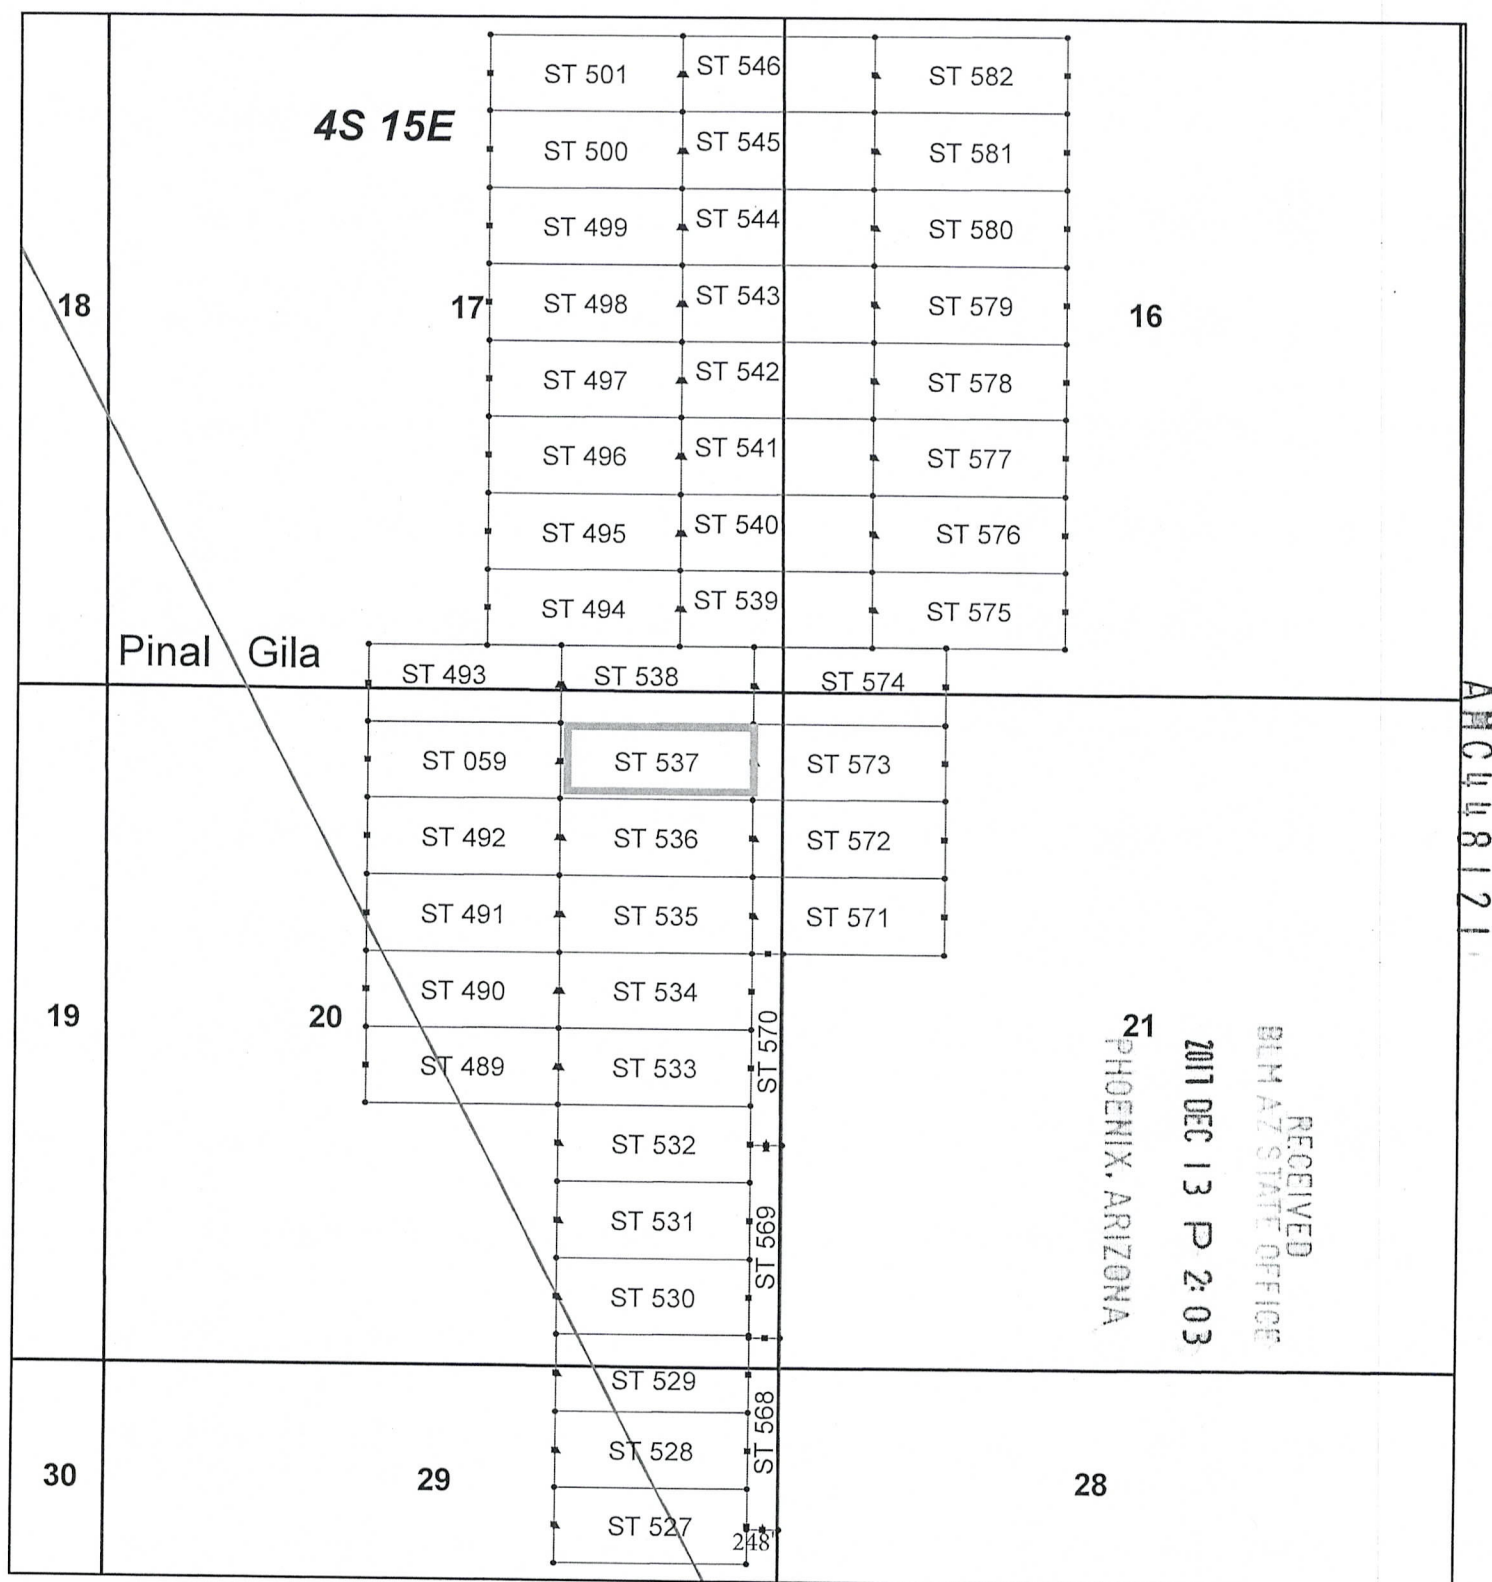 ST 501 ST 546 ST 582
4S 15E
ST 500 ST 545 ST 581
ST 499 ST 544 ST 580
18 17 ST 498 ST 543 ST 579 16
ST 497 ST 542 ST 578
ST 496 ST 541 ST 577
ST 495 ST 540 ST 576
ST 494 ST 539 ST 575
Pinal Gila
ST 493 ST 538 ST 574
ST 059 ST 537 ST 573
ST 492 ST 536 ST 572
ST 491 ST 535 ST 571
ST 490 ST 534
19 20 21
ST 570
ST 489 ST 533
ST 532
ST 531
ST 569
ST 530
ST 529
ST 568
ST 528
30 29 28
ST 527
248'
AMC448121
RECEIVED
BLM AZ STATE OFFICE
2017 DEC 13 P 2:03
PHOENIX, ARIZONA